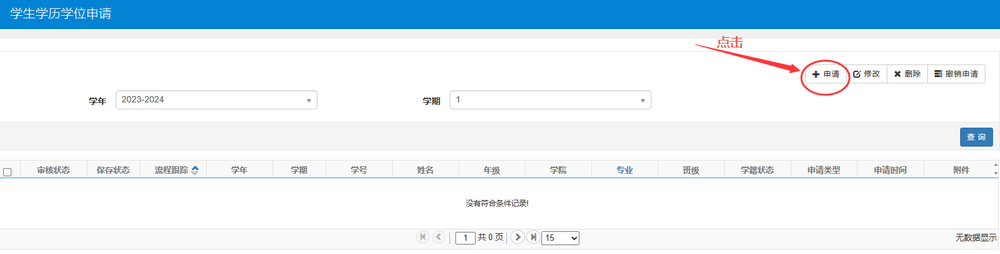 学生学历学位申请
点击
申请 修改 删除 撤销申请
学年 2023-2024 学期 1
查 询
审核状态 保存状态 流程跟踪 学年 学期 学号 姓名 年级 学院 专业 班级 学籍状态 申请类型 申请时间 附件
没有符合条件记录!
1 共 0 页 15 无数据显示